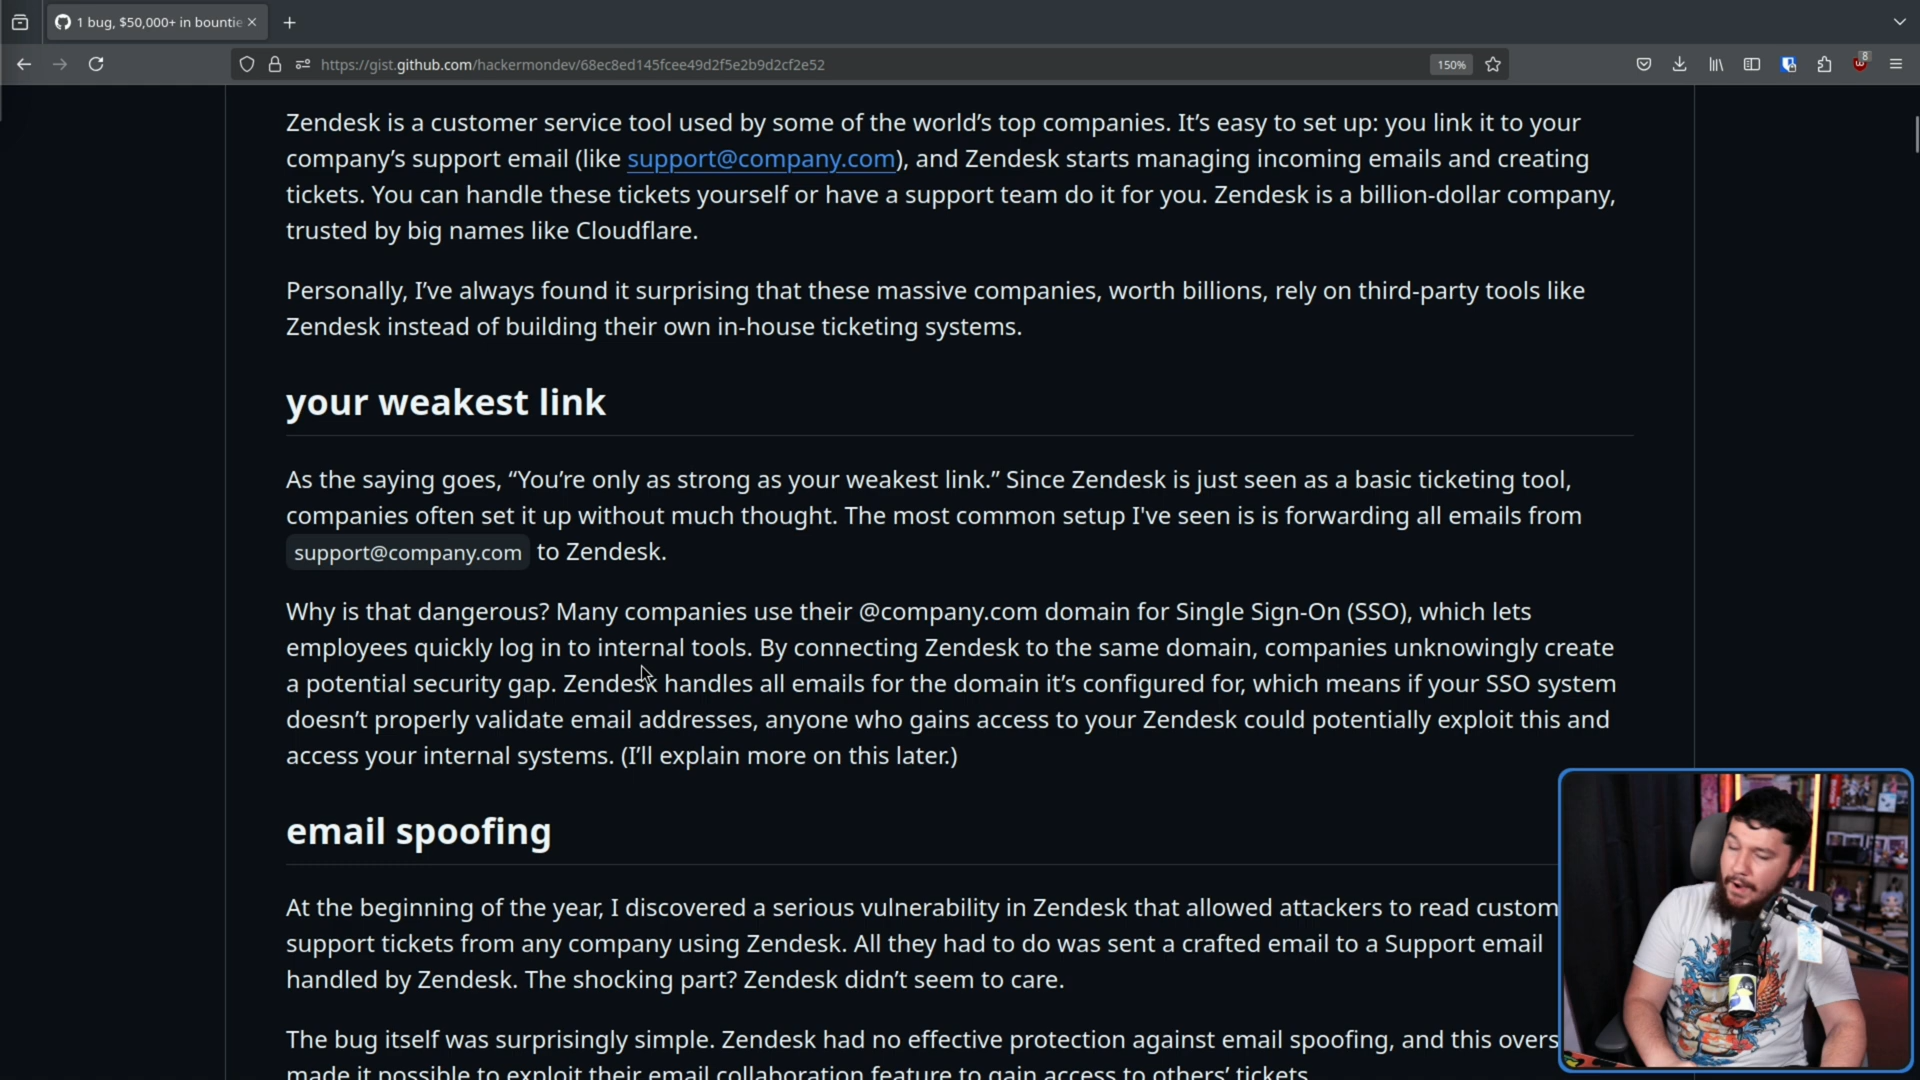 1 bug, $50,000+ in bountie
https://gist.github.com/hackermondev/68ec8ed145fcee49d2f5e2b9d2cf2e52
150%
8
Zendesk is a customer service tool used by some of the world’s top companies. It’s easy to set up: you link it to your
company’s support email (like support@company.com), and Zendesk starts managing incoming emails and creating
tickets. You can handle these tickets yourself or have a support team do it for you. Zendesk is a billion-dollar company,
trusted by big names like Cloudflare.
Personally, I’ve always found it surprising that these massive companies, worth billions, rely on third-party tools like
Zendesk instead of building their own in-house ticketing systems.
your weakest link
As the saying goes, “You’re only as strong as your weakest link.” Since Zendesk is just seen as a basic ticketing tool,
companies often set it up without much thought. The most common setup I've seen is is forwarding all emails from
support@company.com to Zendesk.
Why is that dangerous? Many companies use their @company.com domain for Single Sign-On (SSO), which lets
employees quickly log in to internal tools. By connecting Zendesk to the same domain, companies unknowingly create
a potential security gap. Zendesk handles all emails for the domain it’s configured for, which means if your SSO system
doesn’t properly validate email addresses, anyone who gains access to your Zendesk could potentially exploit this and
access your internal systems. (I’ll explain more on this later.)
email spoofing
At the beginning of the year, I discovered a serious vulnerability in Zendesk that allowed attackers to read custom
support tickets from any company using Zendesk. All they had to do was sent a crafted email to a Support email
handled by Zendesk. The shocking part? Zendesk didn’t seem to care.
The bug itself was surprisingly simple. Zendesk had no effective protection against email spoofing, and this overs
made it possible to exploit their email collaboration feature to gain access to others’ tickets.